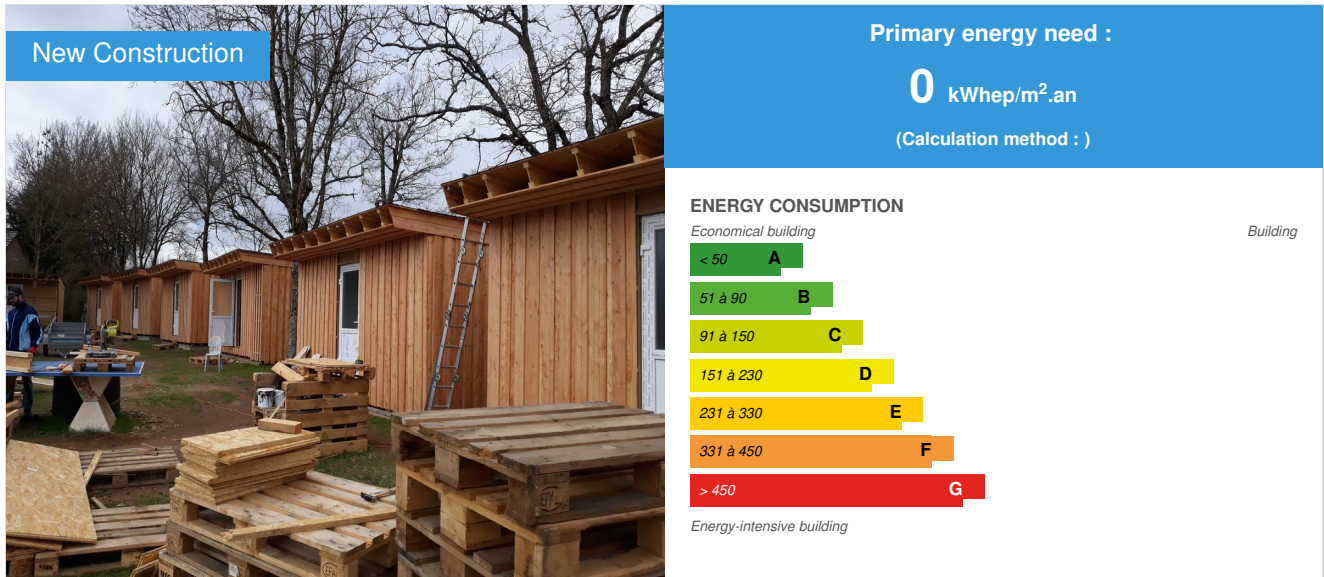 New Construction
Primary energy need :
0 kWhep/m².an
(Calculation method : )
ENERGY CONSUMPTION
Economical building
Building
< 50 A
51 à 90 B
91 à 150 C
151 à 230 D
231 à 330 E
331 à 450 F
> 450 G
Energy-intensive building
EPAL